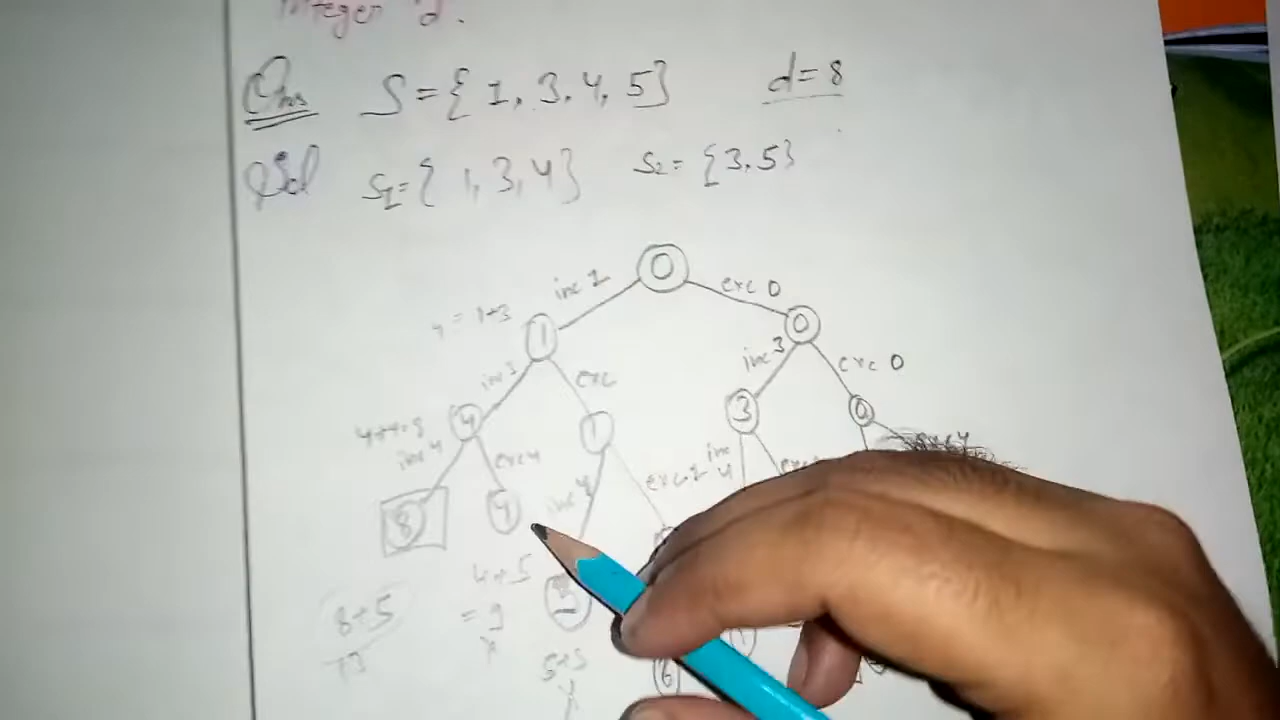 integer d.
Ans S = { 1, 3, 4, 5} d = 8
Sol S1 = { 1, 3, 4} S2 = {3,5}
0
inc 1 exc 0
4 = 1+3 1 0
inc 3 exc inc 3 exc 0
4 1 3 0
4+4=8
inc 4 exc 4 inc 4 exc 1 inc 4
8 4
8+5 4+5
13 = 9
x
5+5 6
x